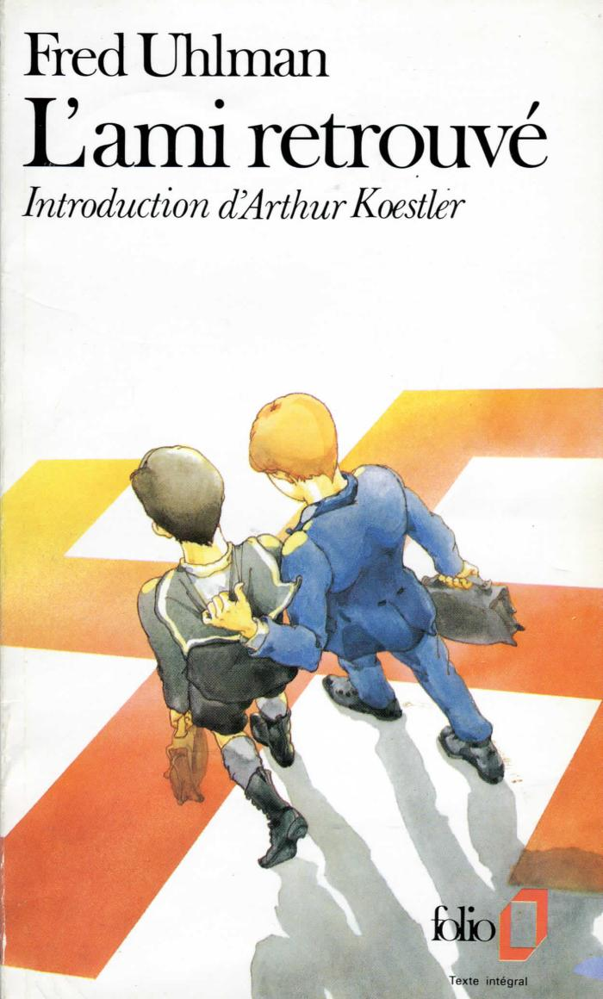 Fred Uhlman
L'ami retrouvé
Introduction d'Arthur Koestler
folio
Texte intégral